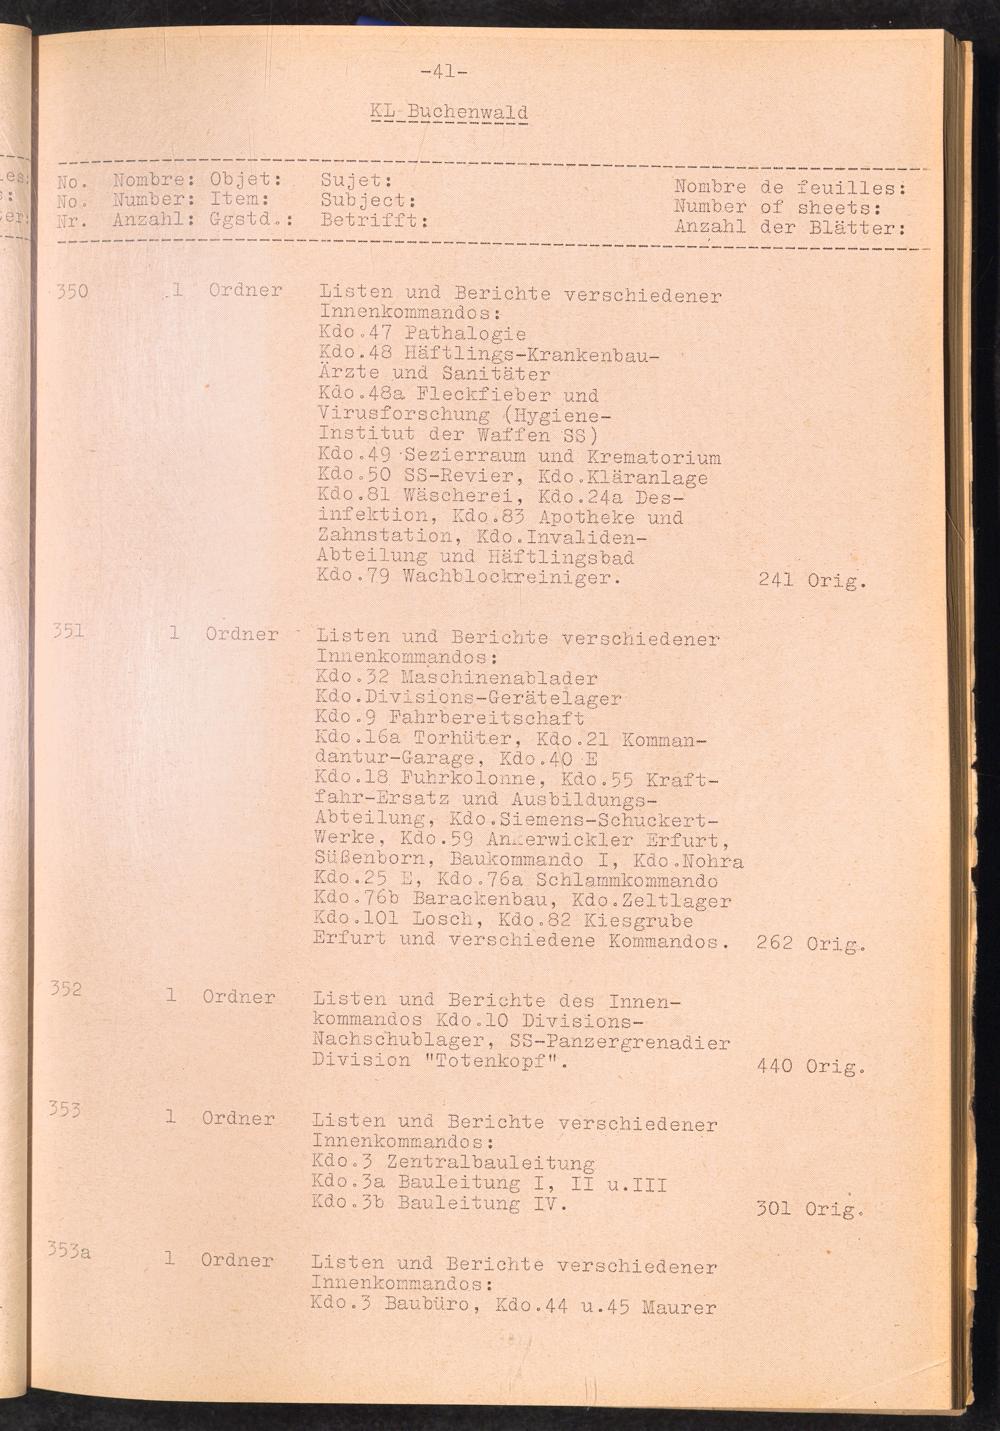 -41-
KL Buchenwald
No. Nombre: Objet: Sujet: Nombre de feuilles:
No. Number: Item: Subject: Number of sheets:
Nr. Anzahl: Ggstd.: Betrifft: Anzahl der Blätter:
350 1 Ordner Listen und Berichte verschiedener
Innenkommandos:
Kdo.47 Pathalogie
Kdo.48 Häftlings-Krankenbau-
Ärzte und Sanitäter
Kdo.48a Fleckfieber und
Virusforschung (Hygiene-
Institut der Waffen SS)
Kdo.49 Sezierraum und Krematorium
Kdo.50 SS-Revier, Kdo.Kläranlage
Kdo.81 Wäscherei, Kdo.24a Des-
infektion, Kdo.83 Apotheke und
Zahnstation, Kdo.Invaliden-
Abteilung und Häftlingsbad
Kdo.79 Wachblockreiniger. 241 Orig.
351 1 Ordner Listen und Berichte verschiedener
Innenkommandos:
Kdo.32 Maschinenablader
Kdo.Divisions-Gerätelager
Kdo.9 Fahrbereitschaft
Kdo.16a Torhüter, Kdo.21 Komman-
dantur-Garage, Kdo.40 E
Kdo.18 Fuhrkolonne, Kdo.55 Kraft-
fahr-Ersatz und Ausbildungs-
Abteilung, Kdo.Siemens-Schuckert-
Werke, Kdo.59 Ankerwickler Erfurt,
Süßenborn, Baukommando I, Kdo.Nohra
Kdo.25 E, Kdo.76a Schlammkommando
Kdo.76b Barackenbau, Kdo.Zeltlager
Kdo.101 Losch, Kdo.82 Kiesgrube
Erfurt und verschiedene Kommandos. 262 Orig.
352 1 Ordner Listen und Berichte des Innen-
kommandos Kdo.10 Divisions-
Nachschublager, SS-Panzergrenadier
Division "Totenkopf". 440 Orig.
353 1 Ordner Listen und Berichte verschiedener
Innenkommandos:
Kdo.3 Zentralbauleitung
Kdo.3a Bauleitung I, II u.III
Kdo.3b Bauleitung IV. 301 Orig.
353a 1 Ordner Listen und Berichte verschiedener
Innenkommandos:
Kdo.3 Baubüro, Kdo.44 u.45 Maurer